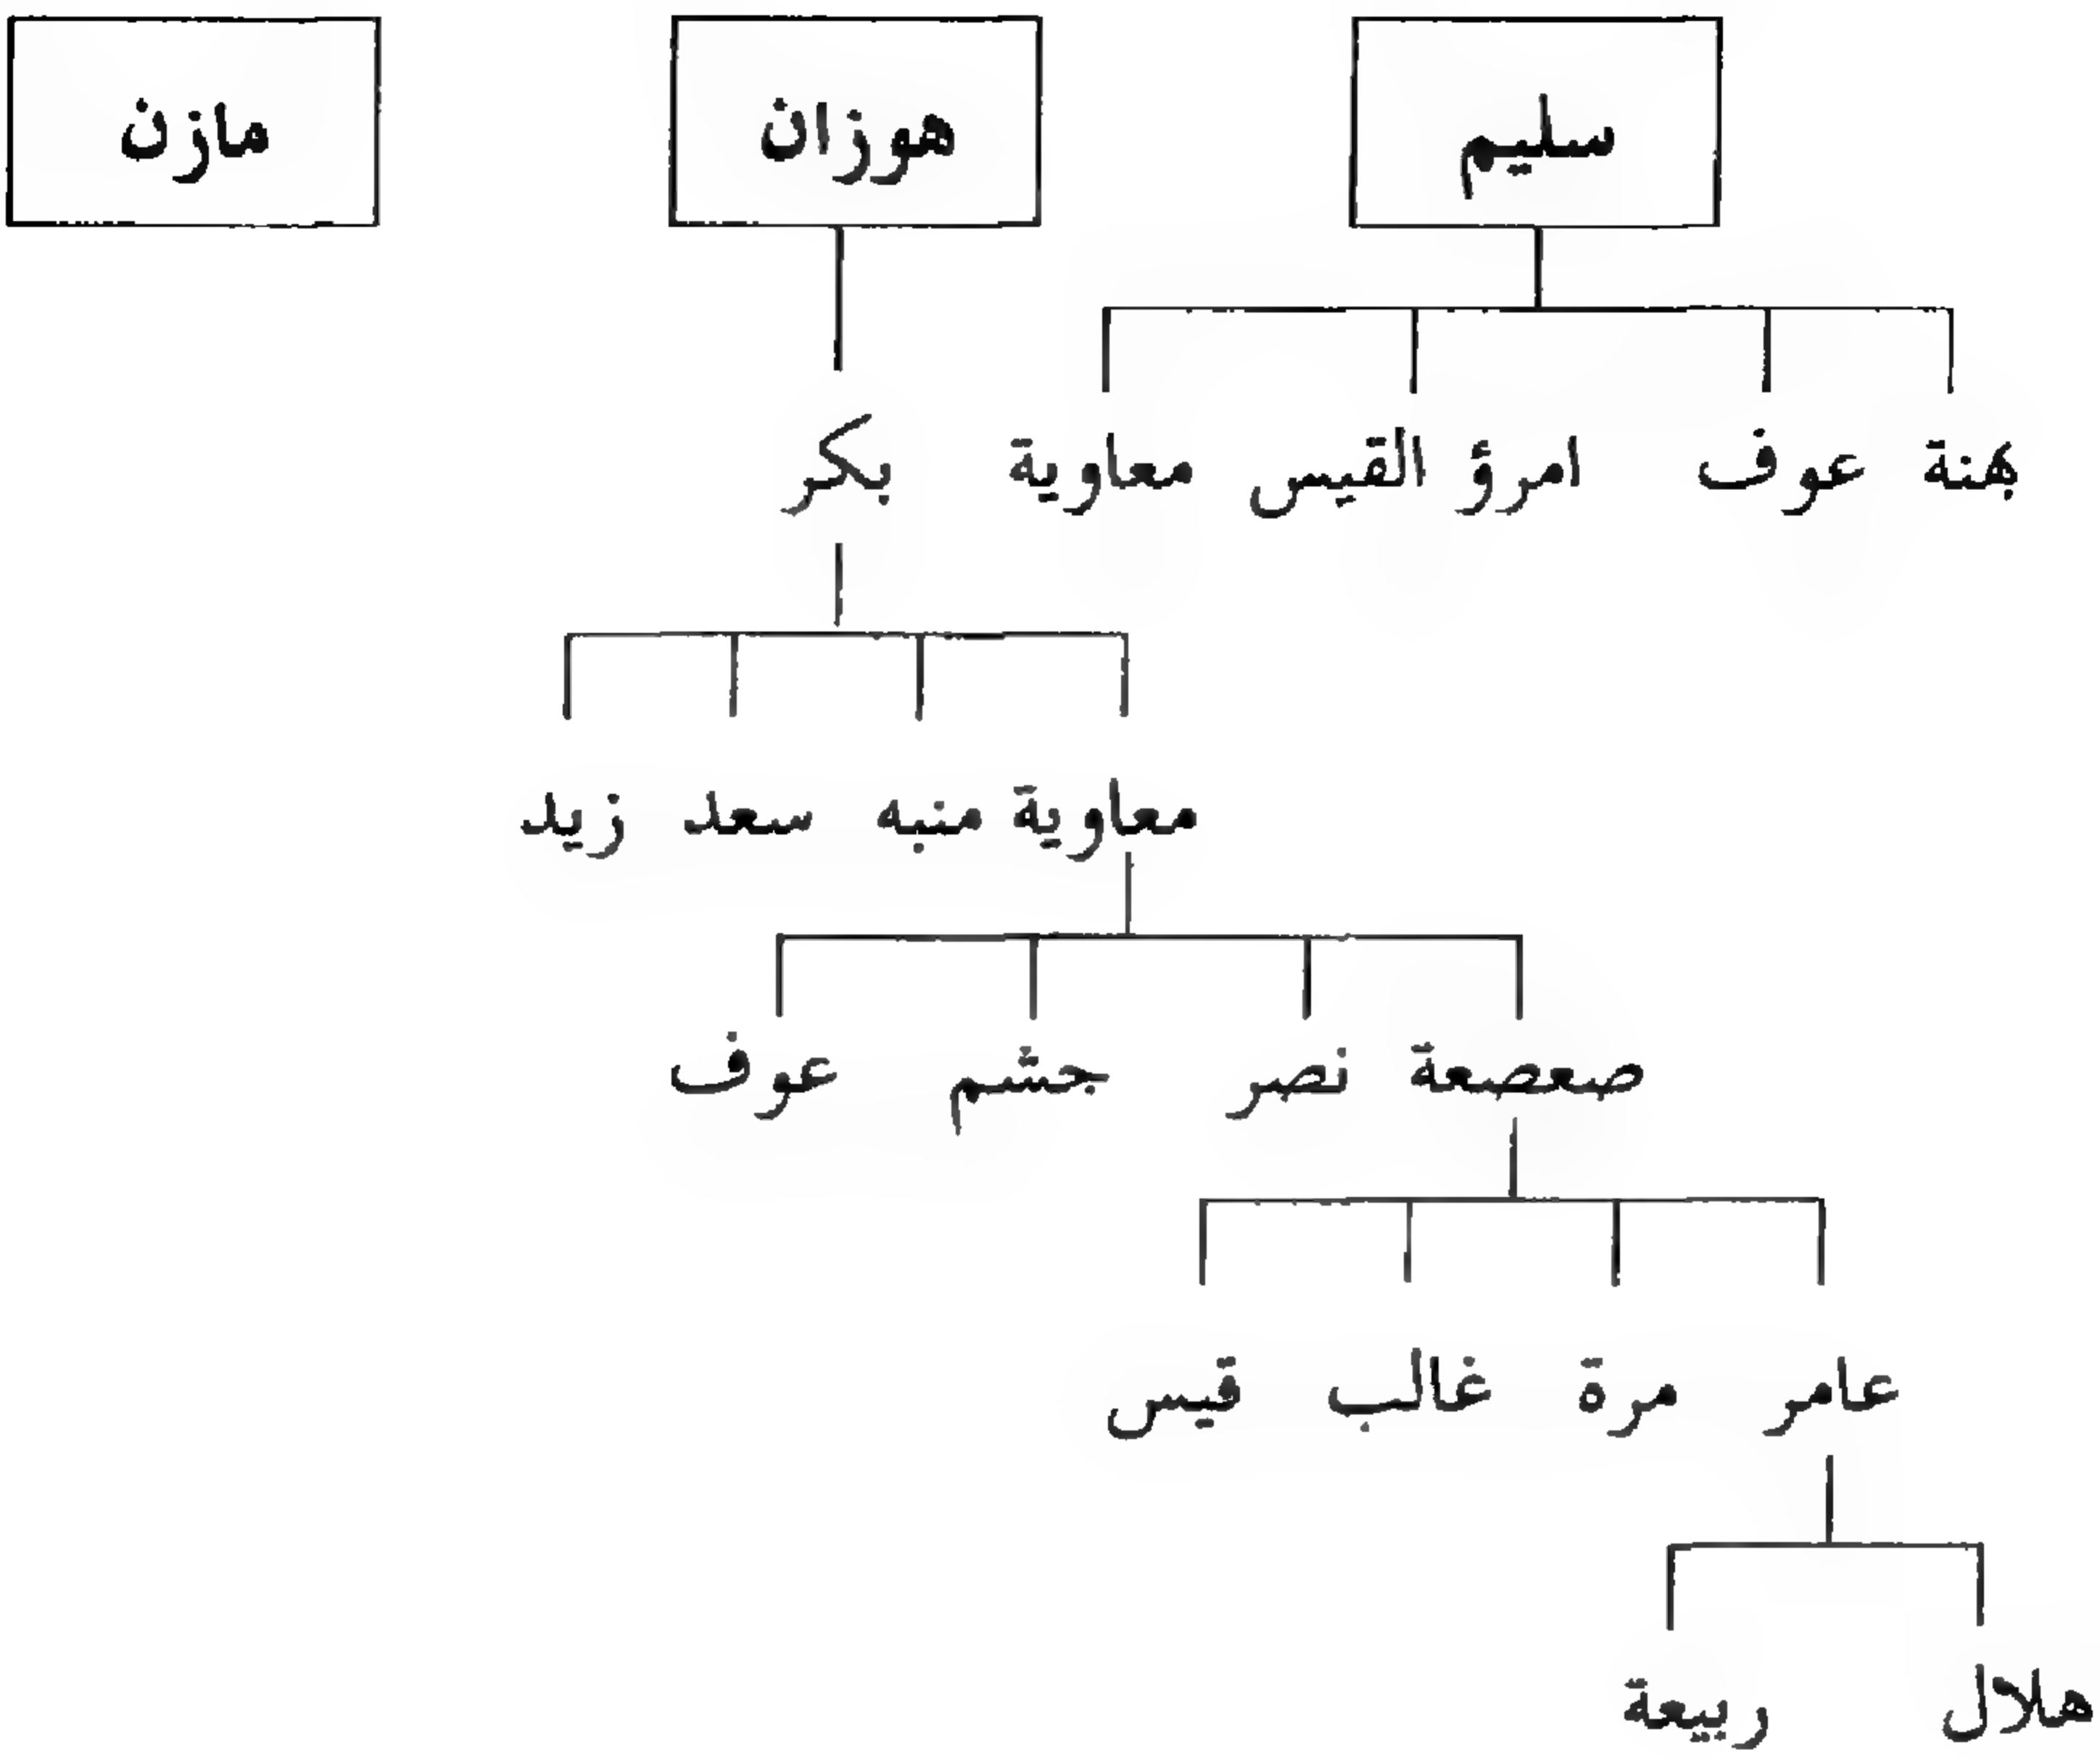 سليم هوزان مازن
بهنة عوف امرؤ القيس معاوية بكر
معاوية منبه سعد زيد
صعصعة نصر جشم عوف
عامر مرة غالب قيس
هلال ربيعة